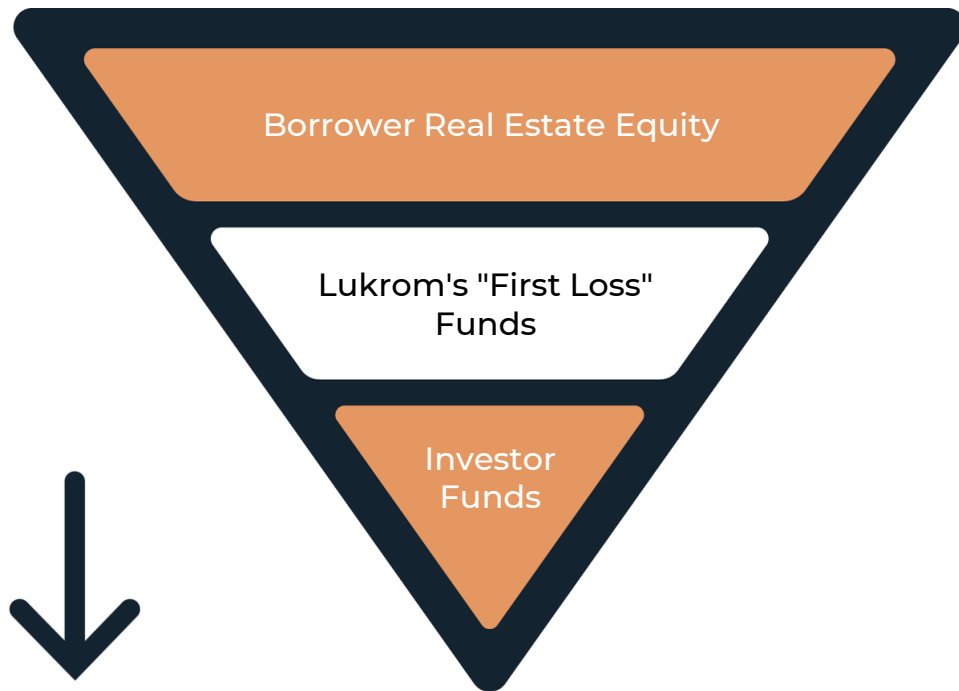 Borrower Real Estate Equity
Lukrom's "First Loss"
Funds
Investor
Funds